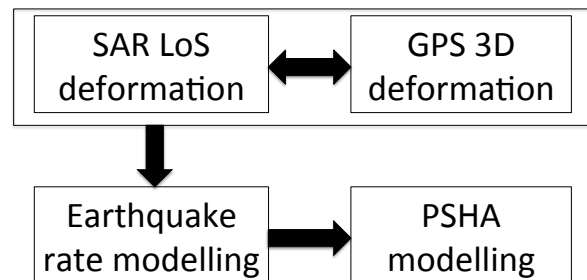 SAR LoS
deformation
GPS 3D
deformation
Earthquake
rate modelling
PSHA
modelling